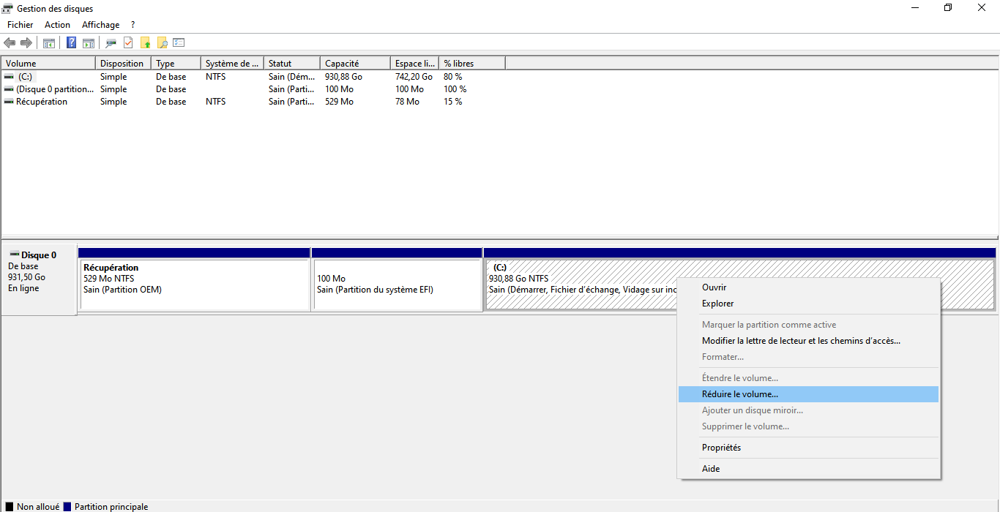 Gestion des disques
Fichier Action Affichage ?
Volume Disposition Type Système de ... Statut Capacité Espace li... % libres
(C:) Simple De base NTFS Sain (Dém... 930,88 Go 742,20 Go 80 %
(Disque 0 partition... Simple De base Sain (Parti... 100 Mo 100 Mo 100 %
Récupération Simple De base NTFS Sain (Parti... 529 Mo 78 Mo 15 %
Disque 0
De base
931,50 Go
En ligne
Récupération
529 Mo NTFS
Sain (Partition OEM)
100 Mo
Sain (Partition du système EFI)
(C:)
930,88 Go NTFS
Sain (Démarrer, Fichier d'échange, Vidage sur inc
Ouvrir
Explorer
Marquer la partition comme active
Modifier la lettre de lecteur et les chemins d'accès...
Formater...
Étendre le volume...
Réduire le volume...
Ajouter un disque miroir...
Supprimer le volume...
Propriétés
Aide
Non alloué Partition principale